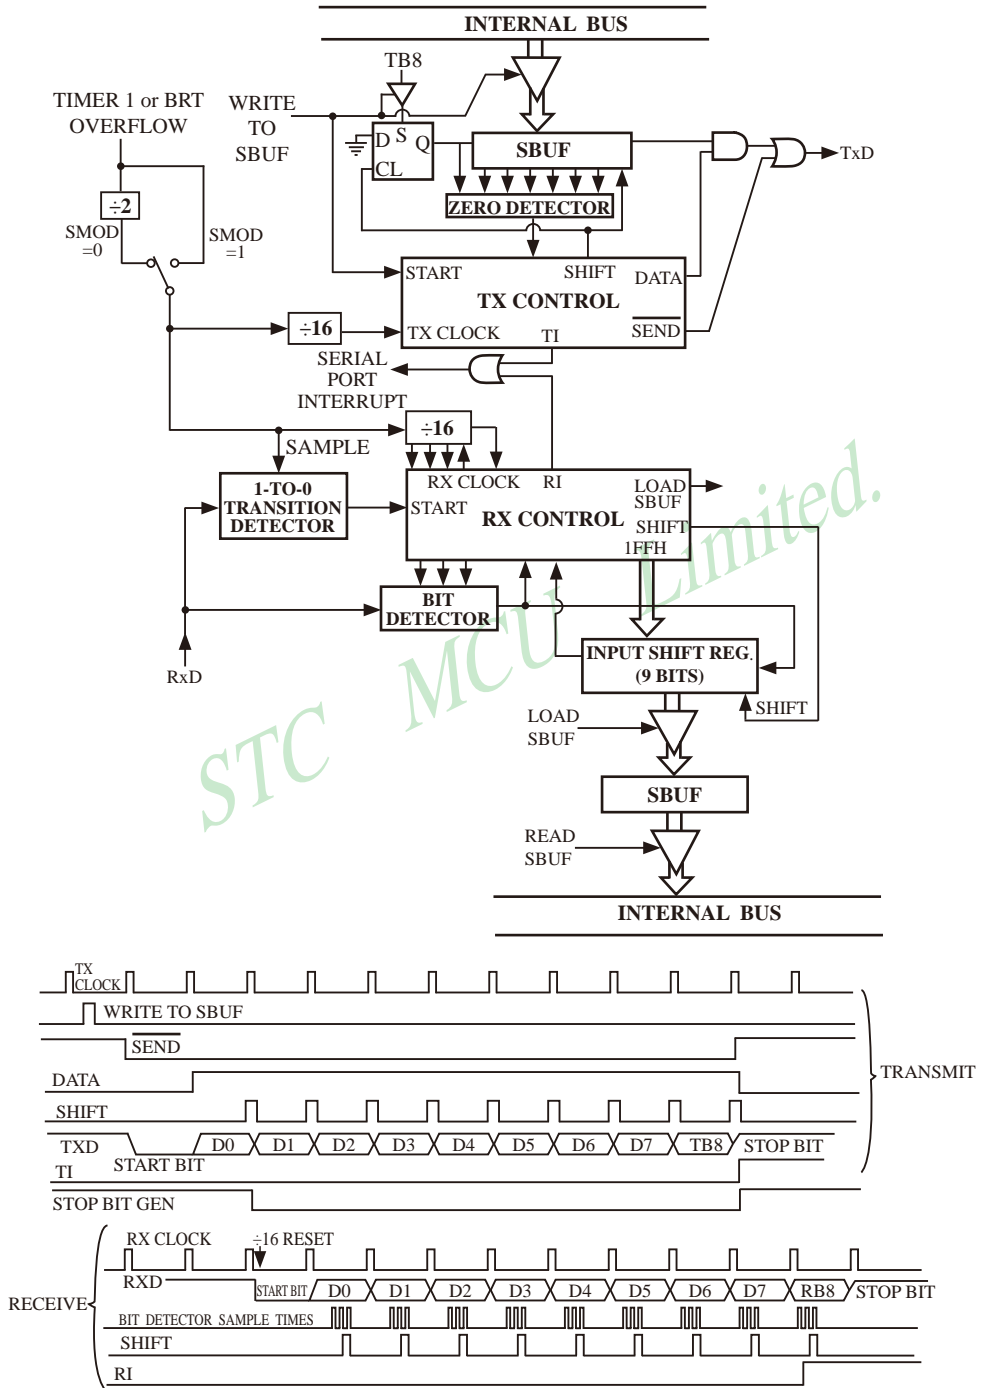 INTERNAL BUS
TB8
TIMER 1 or BRT
OVERFLOW
WRITE
TO
SBUF
D S Q
CL
SBUF
TxD
÷2
ZERO DETECTOR
SMOD
=0
SMOD
=1
START
SHIFT
DATA
TX CONTROL
÷16
TX CLOCK
TI
SEND
SERIAL
PORT
INTERRUPT
÷16
SAMPLE
1-TO-0
TRANSITION
DETECTOR
RX CLOCK
RI
LOAD
SBUF
START
RX CONTROL
SHIFT
1FFH
BIT
DETECTOR
RxD
INPUT SHIFT REG.
(9 BITS)
SHIFT
LOAD
SBUF
SBUF
READ
SBUF
INTERNAL BUS
STC MCU Limited.
TX
CLOCK
WRITE TO SBUF
SEND
DATA
TRANSMIT
SHIFT
TXD
START BIT
D0 D1 D2 D3 D4 D5 D6 D7 TB8 STOP BIT
TI
STOP BIT GEN
RX CLOCK
÷16 RESET
RXD
START BIT D0 D1 D2 D3 D4 D5 D6 D7 RB8 STOP BIT
RECEIVE
BIT DETECTOR SAMPLE TIMES
SHIFT
RI